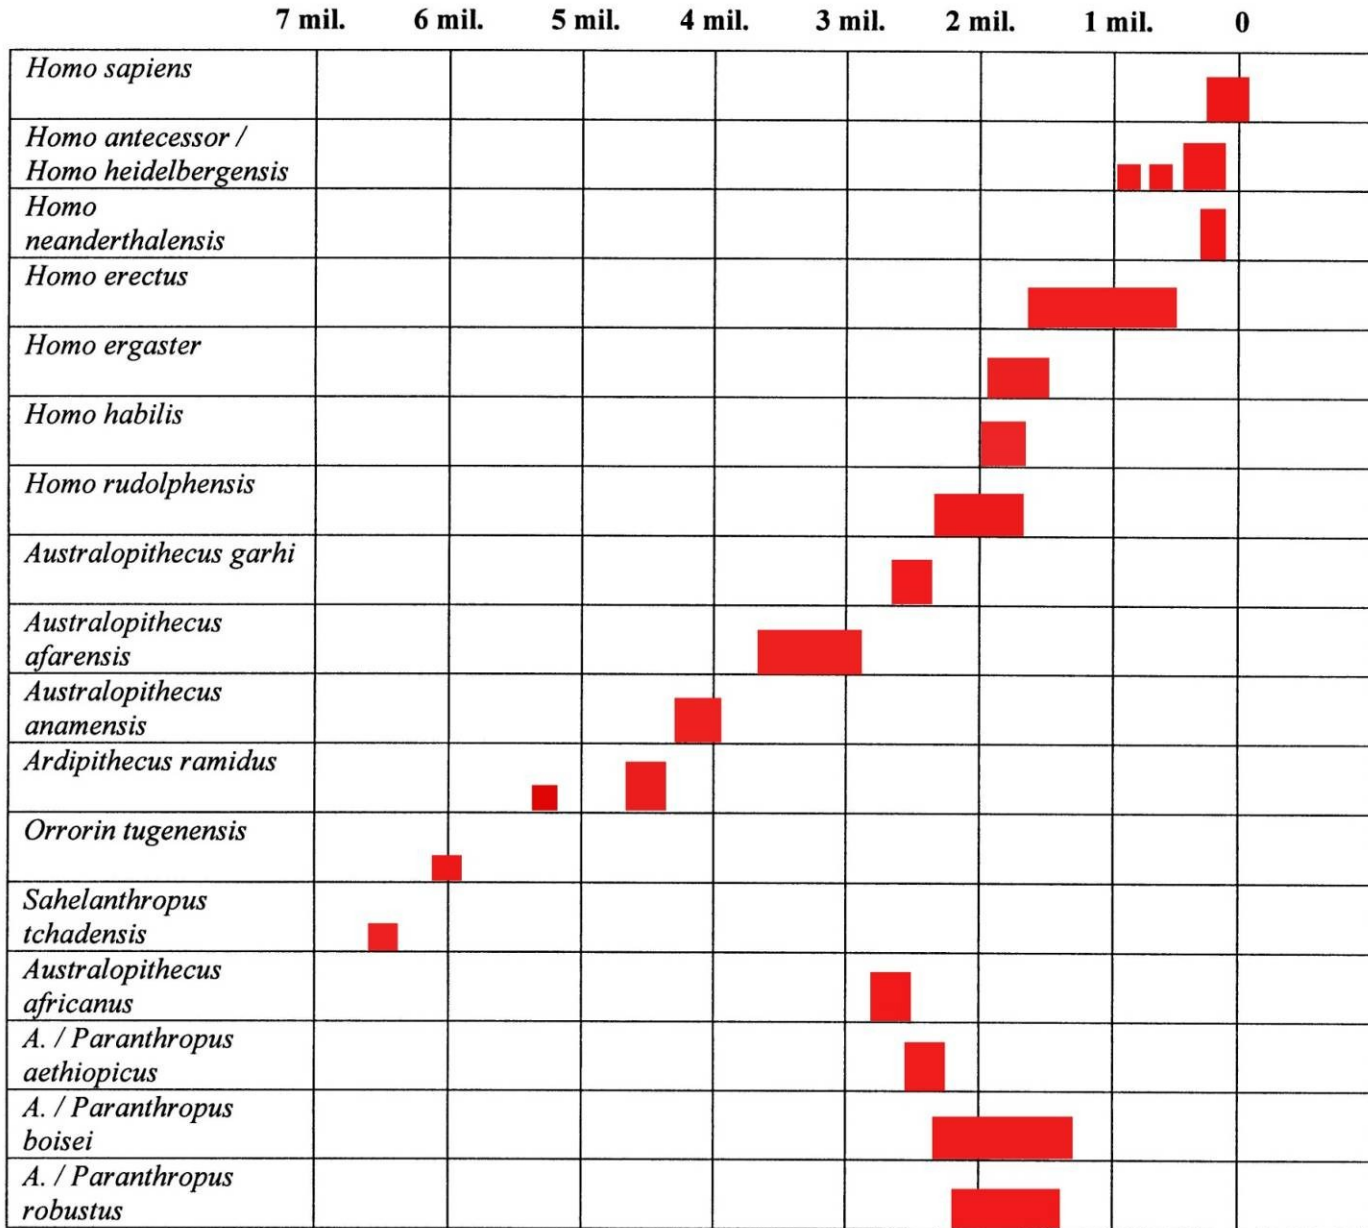 7 mil. 6 mil. 5 mil. 4 mil. 3 mil. 2 mil. 1 mil. 0
Homo sapiens
Homo antecessor /
Homo heidelbergensis
Homo
neanderthalensis
Homo erectus
Homo ergaster
Homo habilis
Homo rudolphensis
Australopithecus garhi
Australopithecus
afarensis
Australopithecus
anamensis
Ardipithecus ramidus
Orrorin tugenensis
Sahelanthropus
tchadensis
Australopithecus
africanus
A. / Paranthropus
aethiopicus
A. / Paranthropus
boisei
A. / Paranthropus
robustus